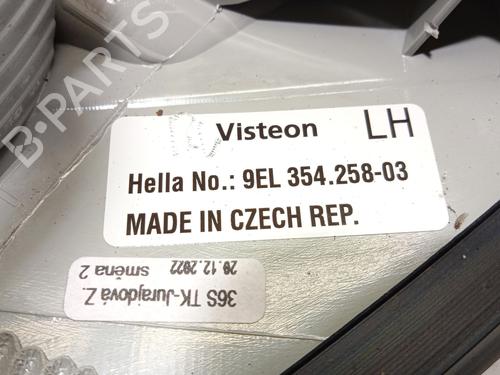 B-PARTS
Visteon LH
Hella No.: 9EL 354.258-03
MADE IN CZECH REP.
36S TK-Jurajdová Z.
20.12.2022 směna 2